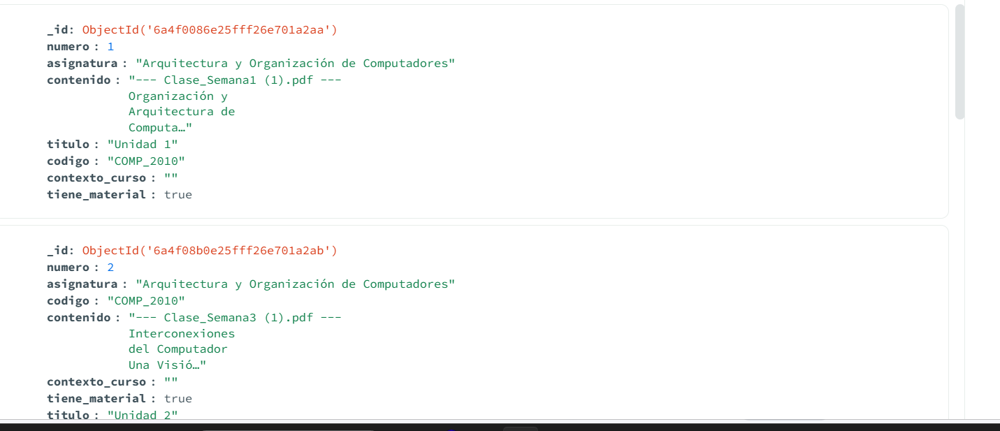 _id: ObjectId('6a4f0086e25fff26e701a2aa')
numero : 1
asignatura : "Arquitectura y Organización de Computadores"
contenido : "--- Clase_Semana1 (1).pdf ---
Organización y
Arquitectura de
Computa…"
titulo : "Unidad 1"
codigo : "COMP_2010"
contexto_curso : ""
tiene_material : true
_id: ObjectId('6a4f08b0e25fff26e701a2ab')
numero : 2
asignatura : "Arquitectura y Organización de Computadores"
codigo : "COMP_2010"
contenido : "--- Clase_Semana3 (1).pdf ---
Interconexiones
del Computador
Una Visió…"
contexto_curso : ""
tiene_material : true
titulo : "Unidad 2"